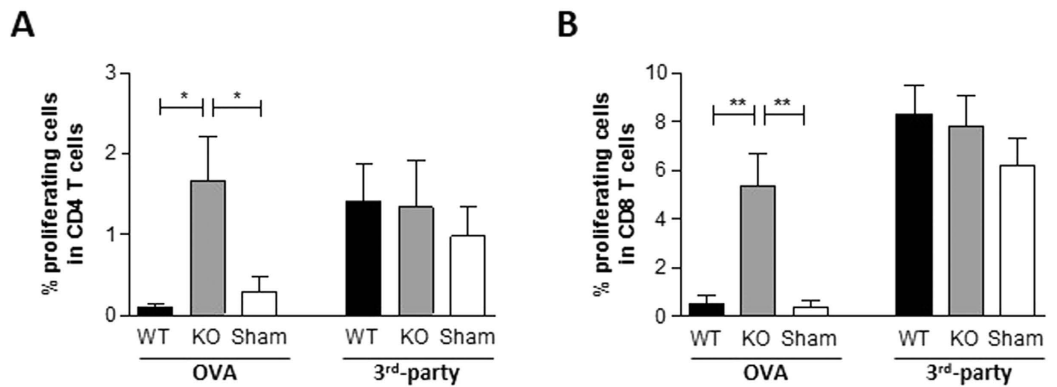 A
% proliferating cells
in CD4 T cells
3
2
1
0
* *
WT KO Sham WT KO Sham
OVA 3rd-party
B
% proliferating cells
in CD8 T cells
10
8
6
4
2
0
** **
WT KO Sham WT KO Sham
OVA 3rd-party